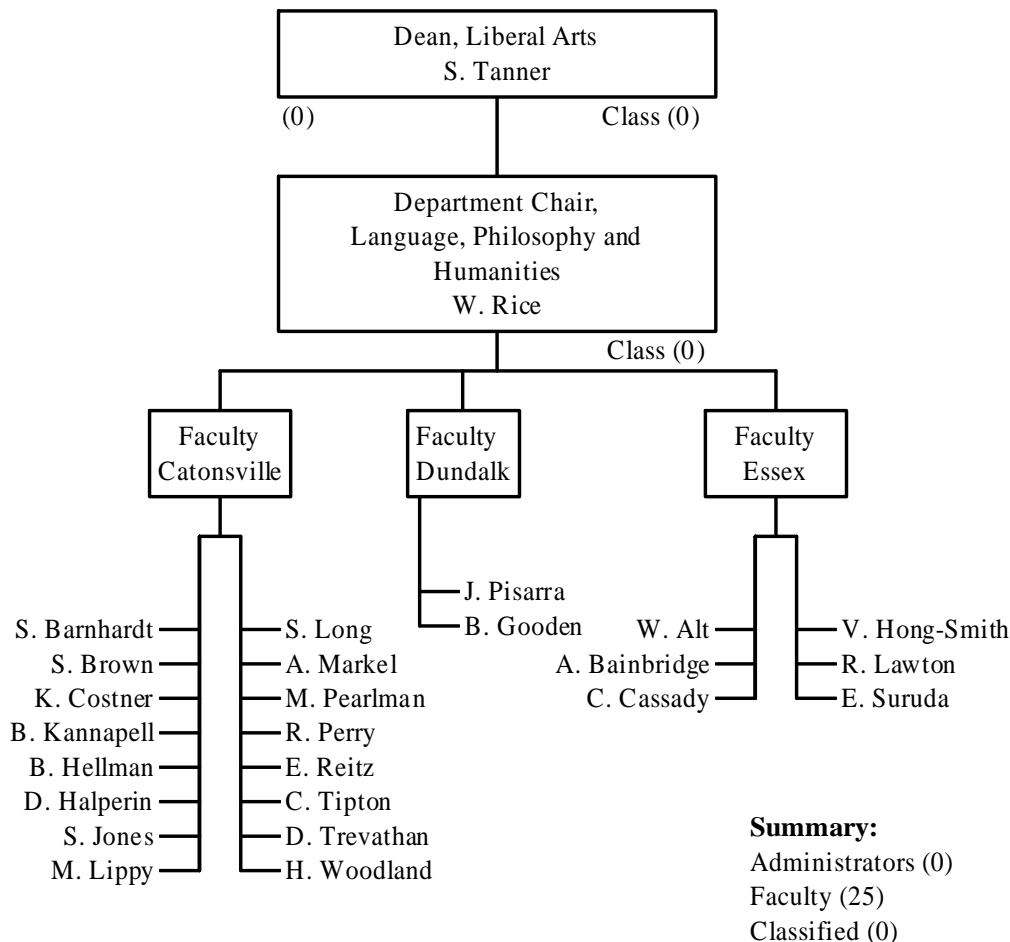 Dean, Liberal Arts
S. Tanner
(0)
Class (0)
Department Chair,
Language, Philosophy and
Humanities
W. Rice
Class (0)
Faculty
Catonsville
Faculty
Dundalk
Faculty
Essex
S. Barnhardt
S. Brown
K. Costner
B. Kannapell
B. Hellman
D. Halperin
S. Jones
M. Lippy
S. Long
A. Markel
M. Pearlman
R. Perry
E. Reitz
C. Tipton
D. Trevathan
H. Woodland
J. Pisarra
B. Gooden
W. Alt
A. Bainbridge
C. Cassady
V. Hong-Smith
R. Lawton
E. Suruda
Summary:
Administrators (0)
Faculty (25)
Classified (0)